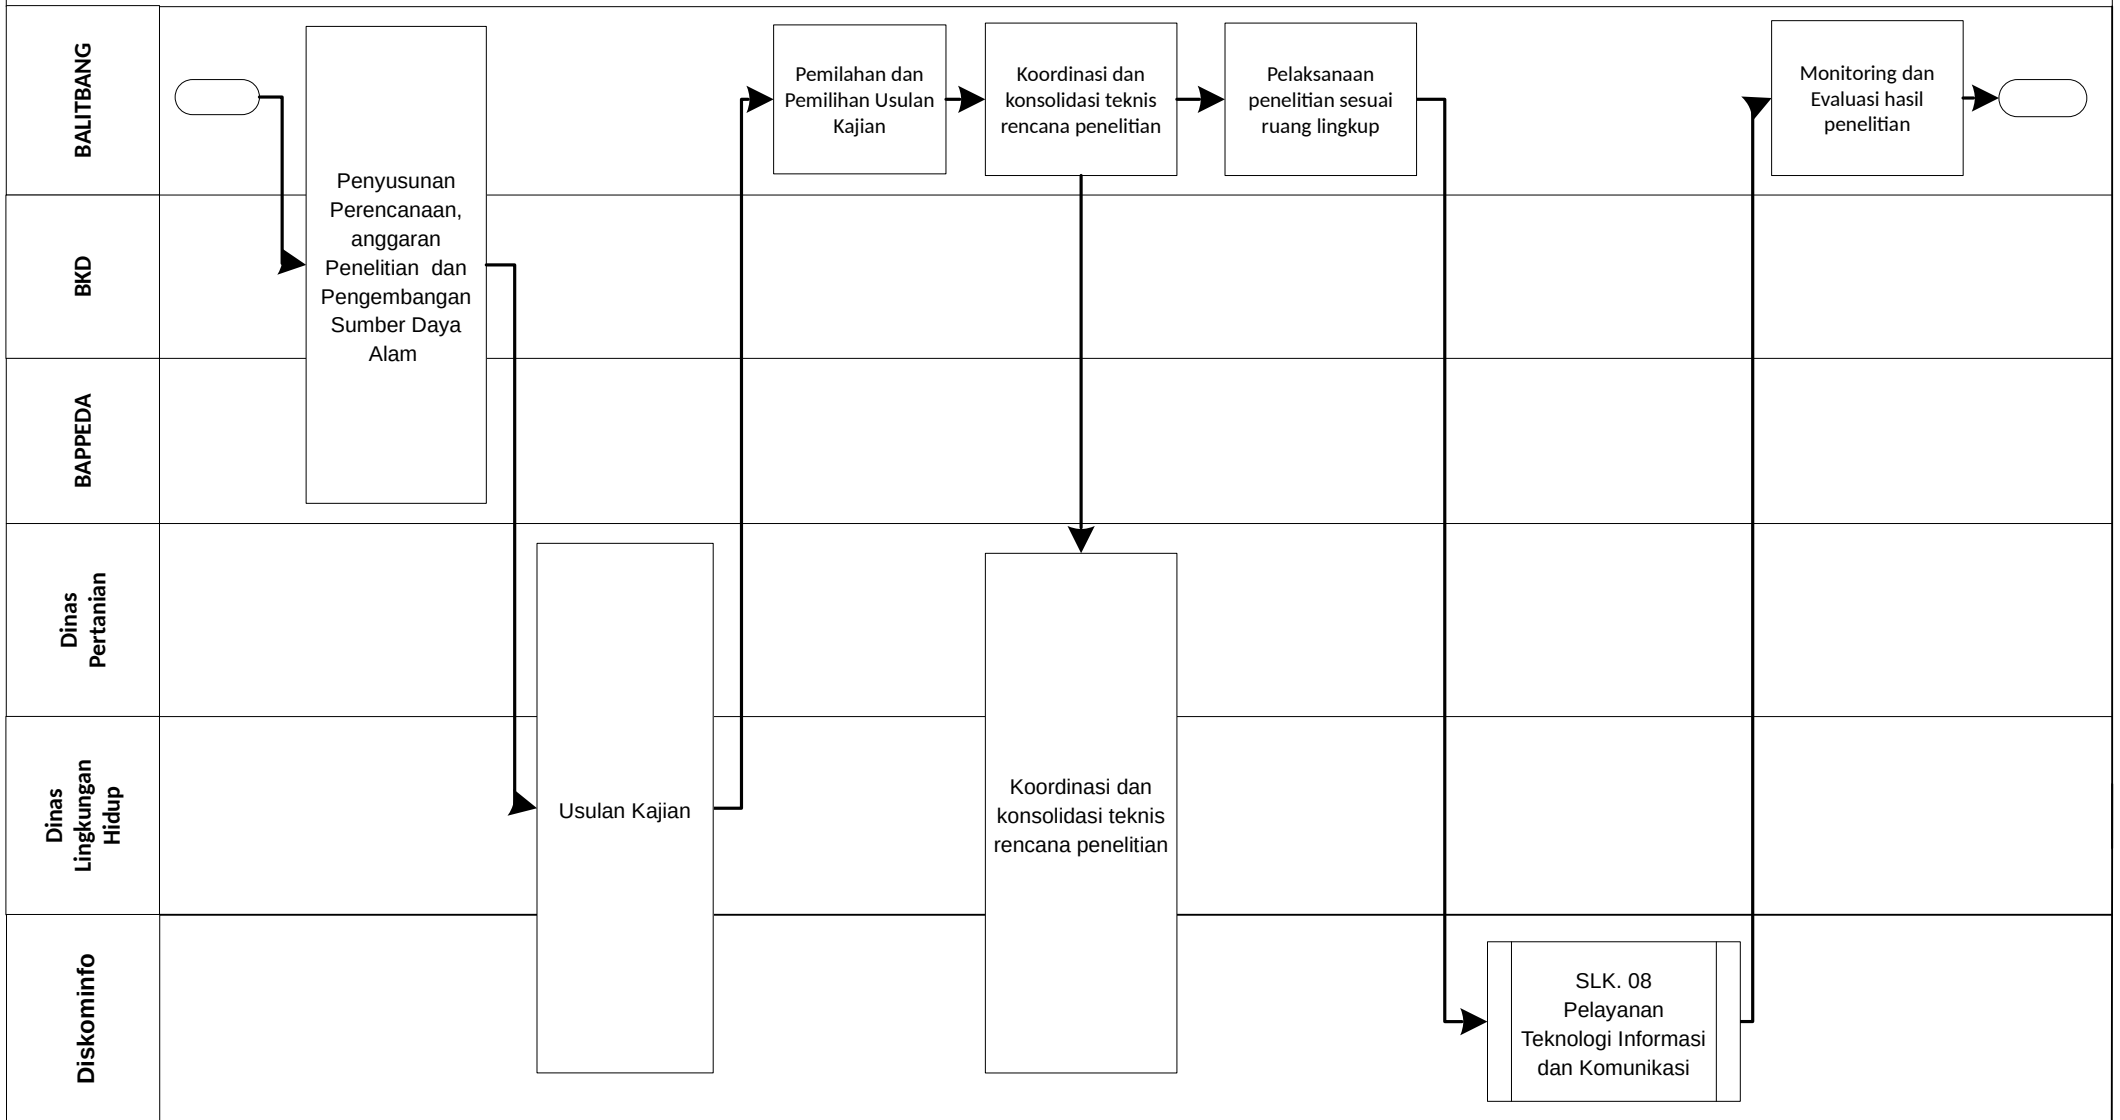 BALITBANG
BKD
BAPPEDA
Dinas
Pertanian
Dinas
Lingkungan
Hidup
Diskominfo
Penyusunan
Perencanaan,
anggaran
Penelitian dan
Pengembangan
Sumber Daya
Alam
Usulan Kajian
Pemilahan dan
Pemilihan Usulan
Kajian
Koordinasi dan
konsolidasi teknis
rencana penelitian
Koordinasi dan
konsolidasi teknis
rencana penelitian
Pelaksanaan
penelitian sesuai
ruang lingkup
SLK. 08
Pelayanan
Teknologi Informasi
dan Komunikasi
Monitoring dan
Evaluasi hasil
penelitian